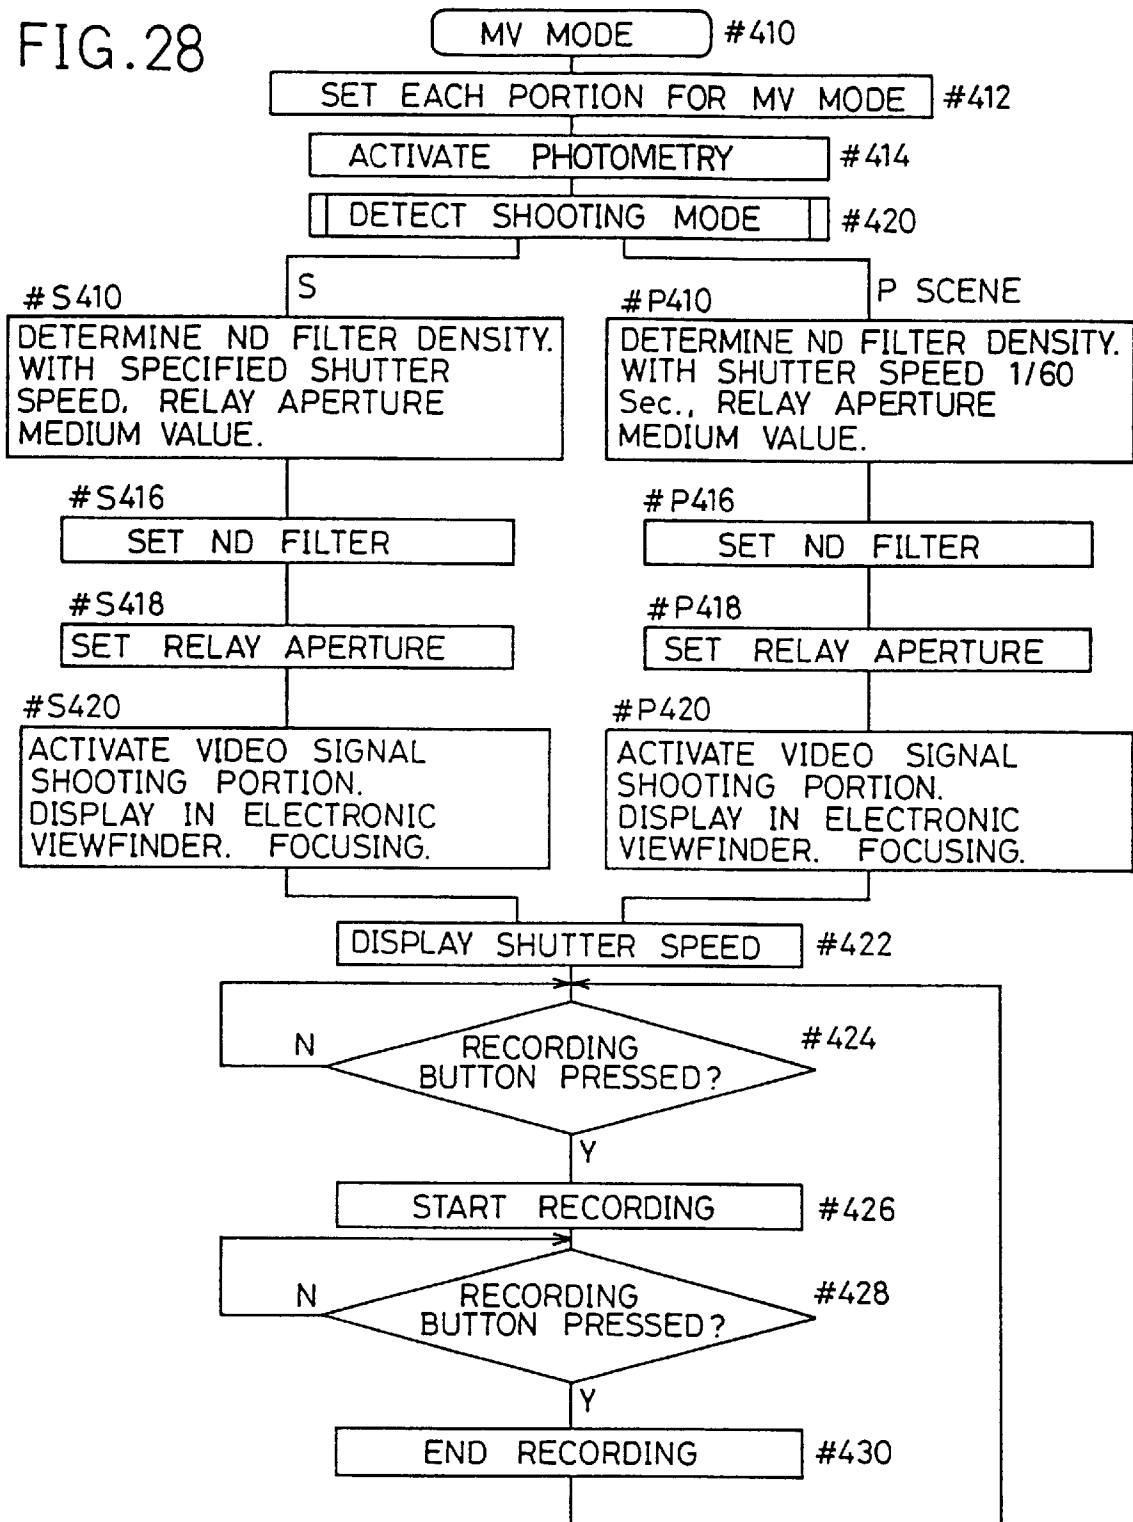 FIG.28
MV MODE #410
SET EACH PORTION FOR MV MODE #412
ACTIVATE PHOTOMETRY #414
DETECT SHOOTING MODE #420
S
P SCENE
#S410
DETERMINE ND FILTER DENSITY.
WITH SPECIFIED SHUTTER
SPEED. RELAY APERTURE
MEDIUM VALUE.
#P410
DETERMINE ND FILTER DENSITY.
WITH SHUTTER SPEED 1/60
Sec., RELAY APERTURE
MEDIUM VALUE.
#S416
SET ND FILTER
#P416
SET ND FILTER
#S418
SET RELAY APERTURE
#P418
SET RELAY APERTURE
#S420
ACTIVATE VIDEO SIGNAL
SHOOTING PORTION.
DISPLAY IN ELECTRONIC
VIEWFINDER. FOCUSING.
#P420
ACTIVATE VIDEO SIGNAL
SHOOTING PORTION.
DISPLAY IN ELECTRONIC
VIEWFINDER. FOCUSING.
DISPLAY SHUTTER SPEED #422
N
RECORDING
BUTTON PRESSED?
#424
Y
START RECORDING #426
N
RECORDING
BUTTON PRESSED?
#428
Y
END RECORDING #430